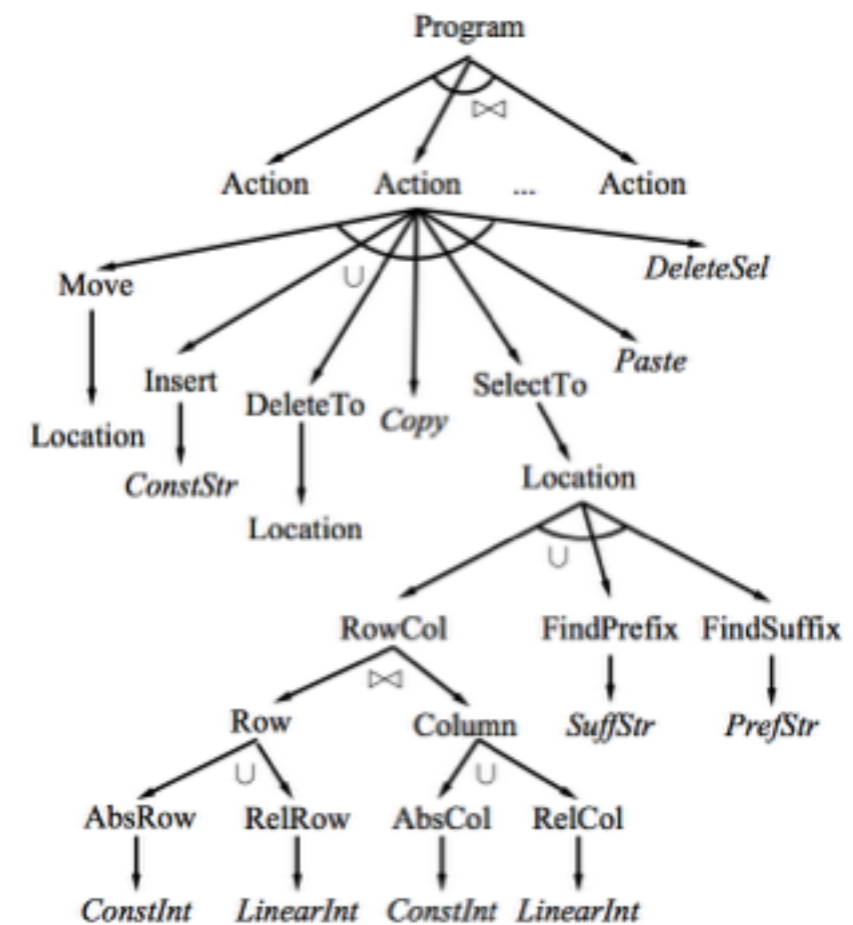 Program
⋈
Action Action ... Action
DeleteSel
∪
Move
Paste
Insert
SelectTo
DeleteTo
Copy
Location
ConstStr
Location
Location
∪
RowCol FindPrefix FindSuffix
⋈
Row Column SuffStr PrefStr
∪ ∪
AbsRow RelRow AbsCol RelCol
ConstInt LinearInt ConstInt LinearInt